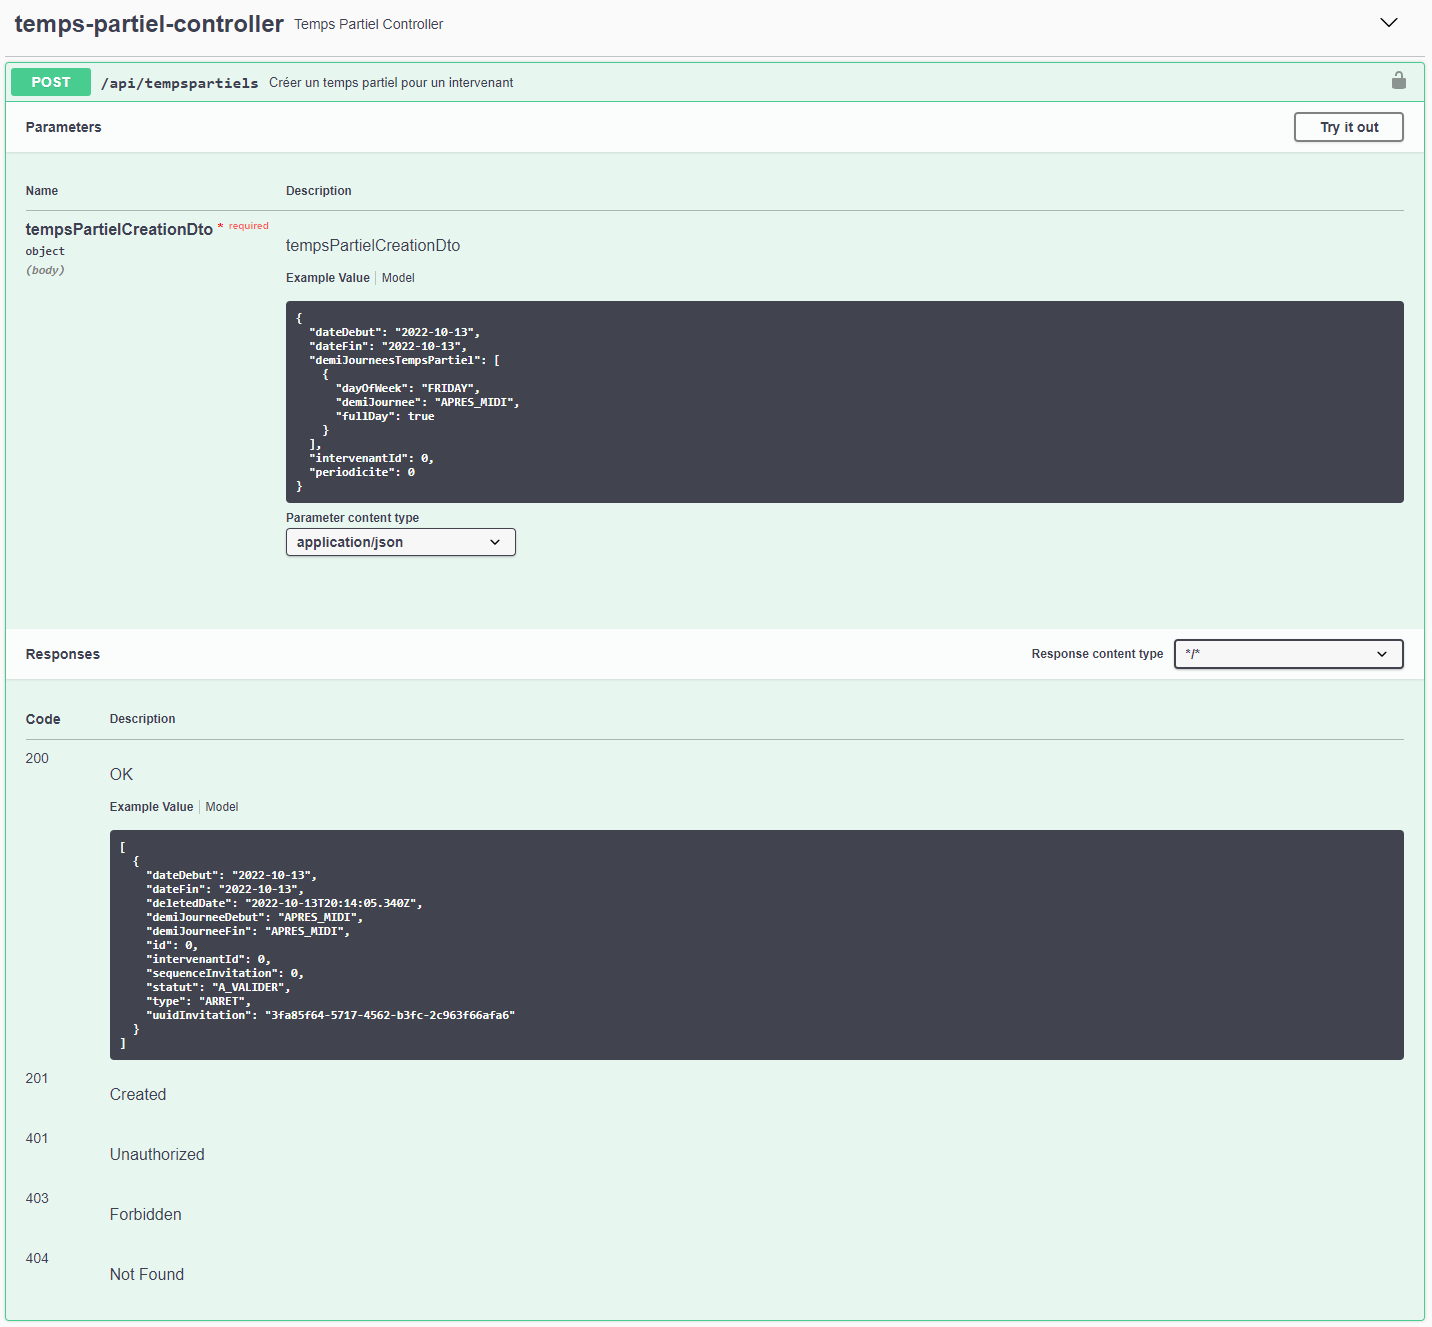 temps-partiel-controller Temps Partiel Controller
POST /api/tempspartiels Créer un temps partiel pour un intervenant
Parameters
Try it out
Name Description
tempsPartielCreationDto * required
object
(body)
tempsPartielCreationDto
Example Value Model
{
"dateDebut": "2022-10-13",
"dateFin": "2022-10-13",
"demiJourneesTempsPartiel": [
{
"dayOfWeek": "FRIDAY",
"demiJournee": "APRES_MIDI",
"fullDay": true
}
],
"intervenantId": 0,
"periodicite": 0
}
Parameter content type
application/json
Responses
Response content type */*
Code Description
200
OK
Example Value Model
[
{
"dateDebut": "2022-10-13",
"dateFin": "2022-10-13",
"deletedDate": "2022-10-13T20:14:05.340Z",
"demiJourneeDebut": "APRES_MIDI",
"demiJourneeFin": "APRES_MIDI",
"id": 0,
"intervenantId": 0,
"sequenceInvitation": 0,
"statut": "A_VALIDER",
"type": "ARRET",
"uuidInvitation": "3fa85f64-5717-4562-b3fc-2c963f66afa6"
}
]
201
Created
401
Unauthorized
403
Forbidden
404
Not Found